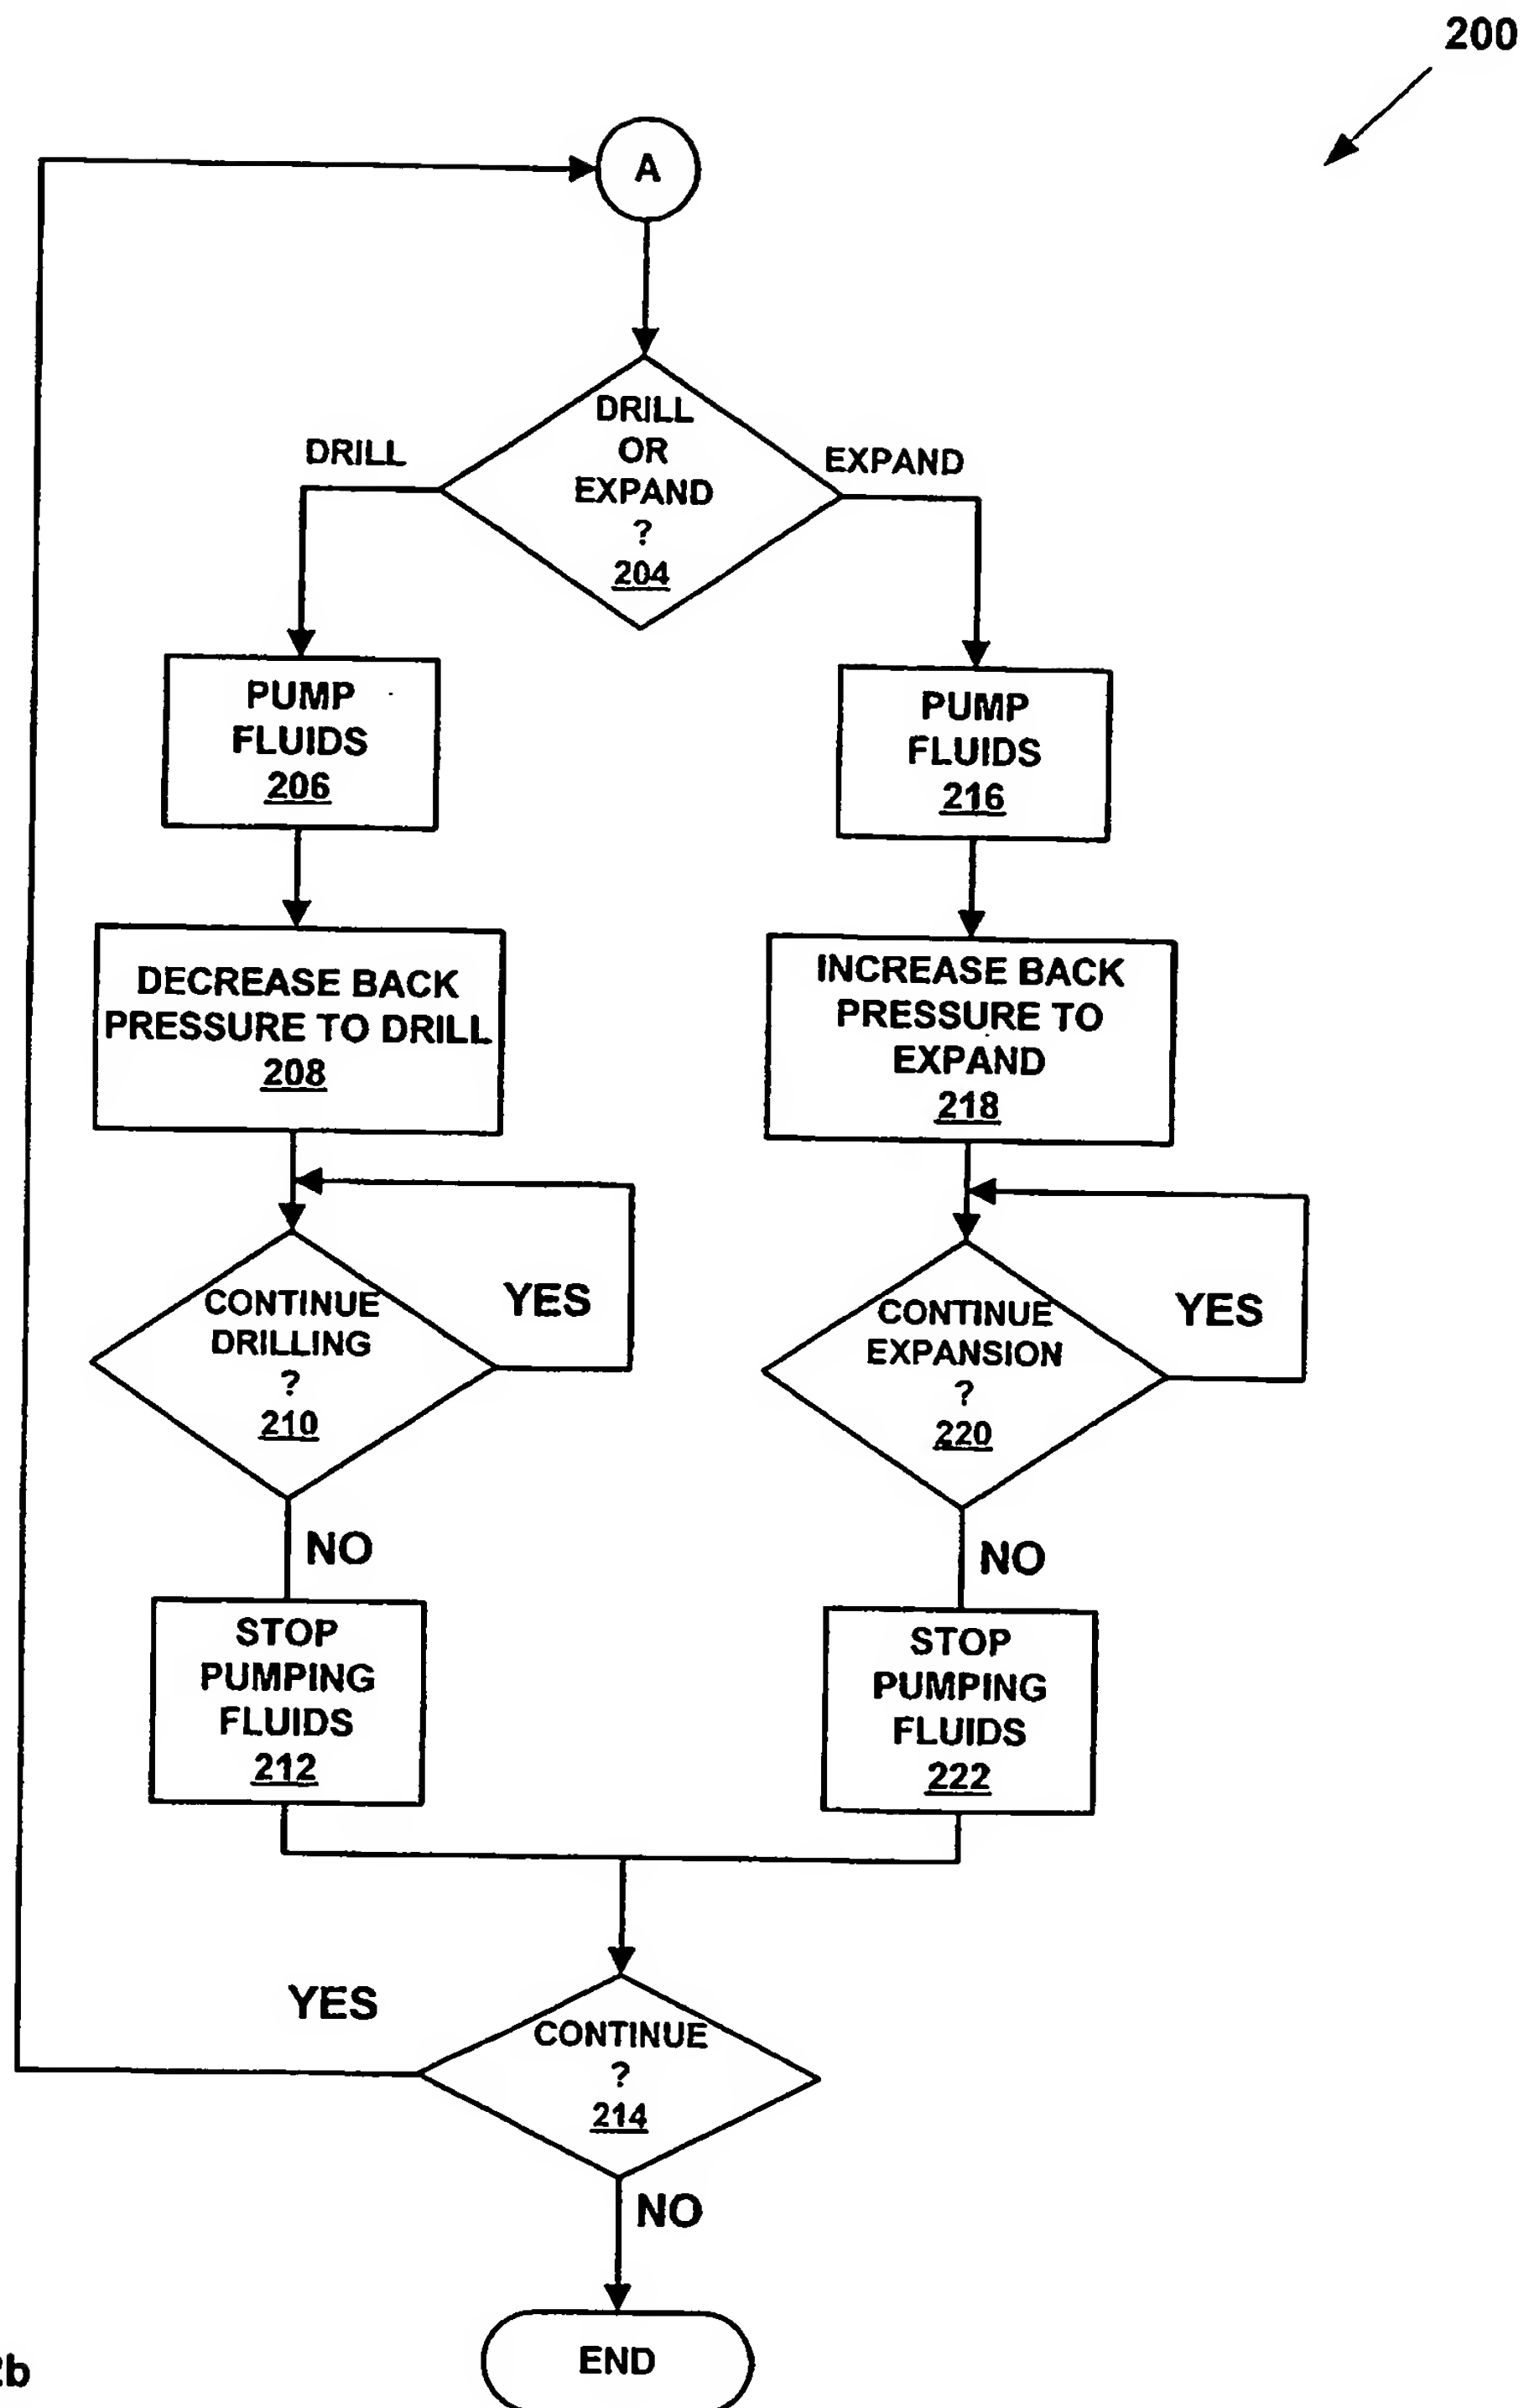 200
A
DRILL
OR
EXPAND
?
204
DRILL
EXPAND
PUMP
FLUIDS
206
PUMP
FLUIDS
216
DECREASE BACK
PRESSURE TO DRILL
208
INCREASE BACK
PRESSURE TO
EXPAND
218
CONTINUE
DRILLING
?
210
YES
CONTINUE
EXPANSION
?
220
YES
NO
NO
STOP
PUMPING
FLUIDS
212
STOP
PUMPING
FLUIDS
222
YES
CONTINUE
?
214
NO
END